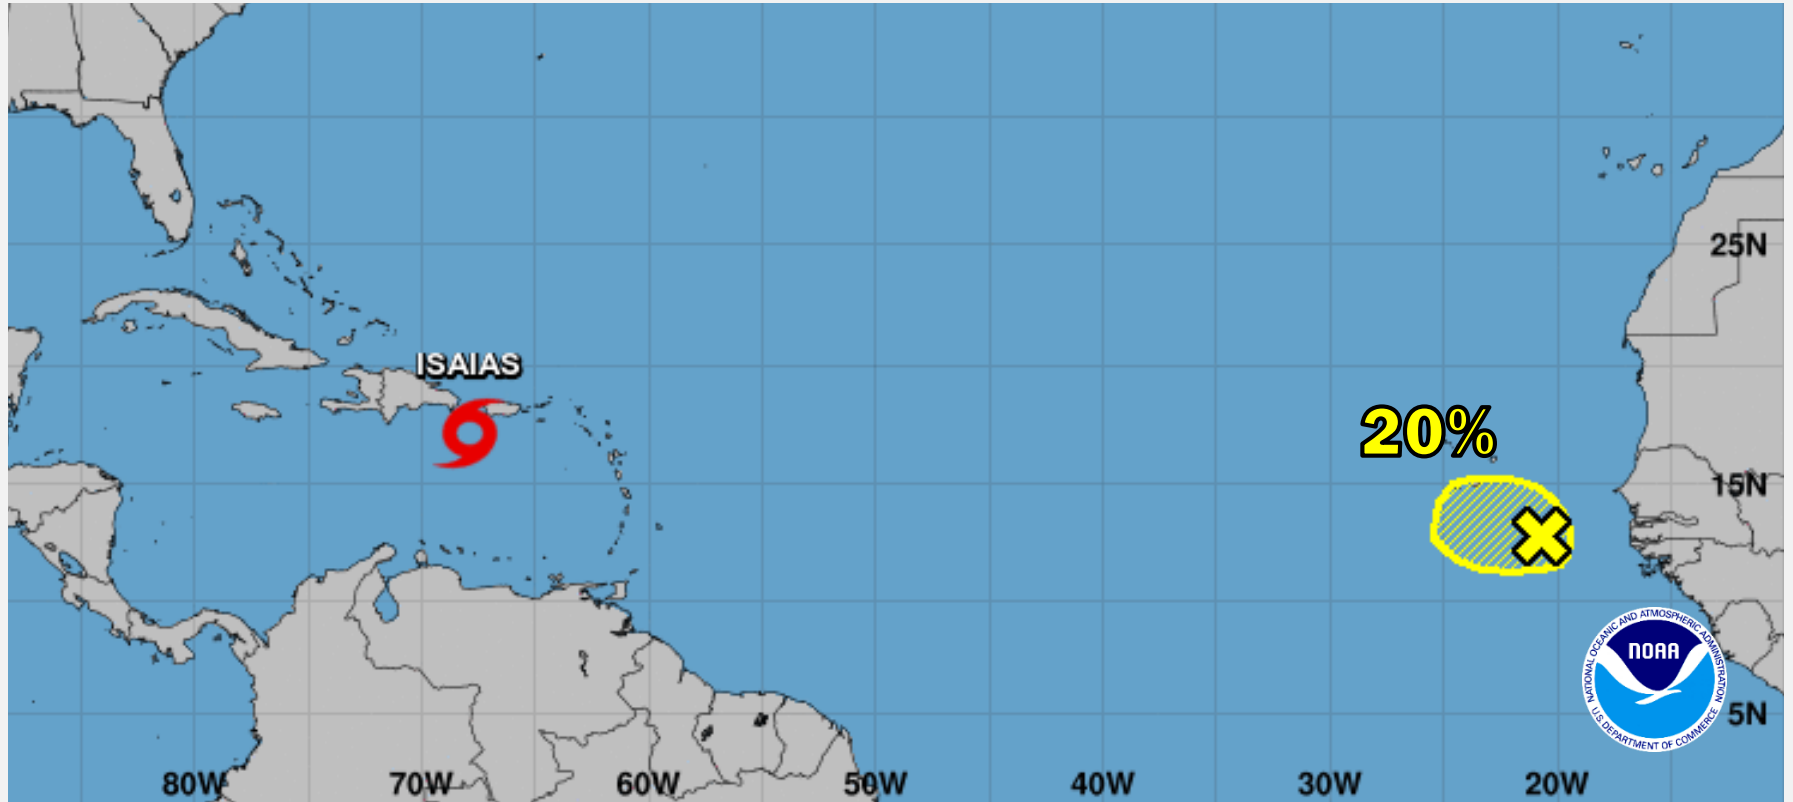 ISAIAS
20%
25N
15N
5N
NATIONAL OCEANIC AND ATMOSPHERIC ADMINISTRATION
NOAA
U.S. DEPARTMENT OF COMMERCE
80W 70W 60W 50W 40W 30W 20W